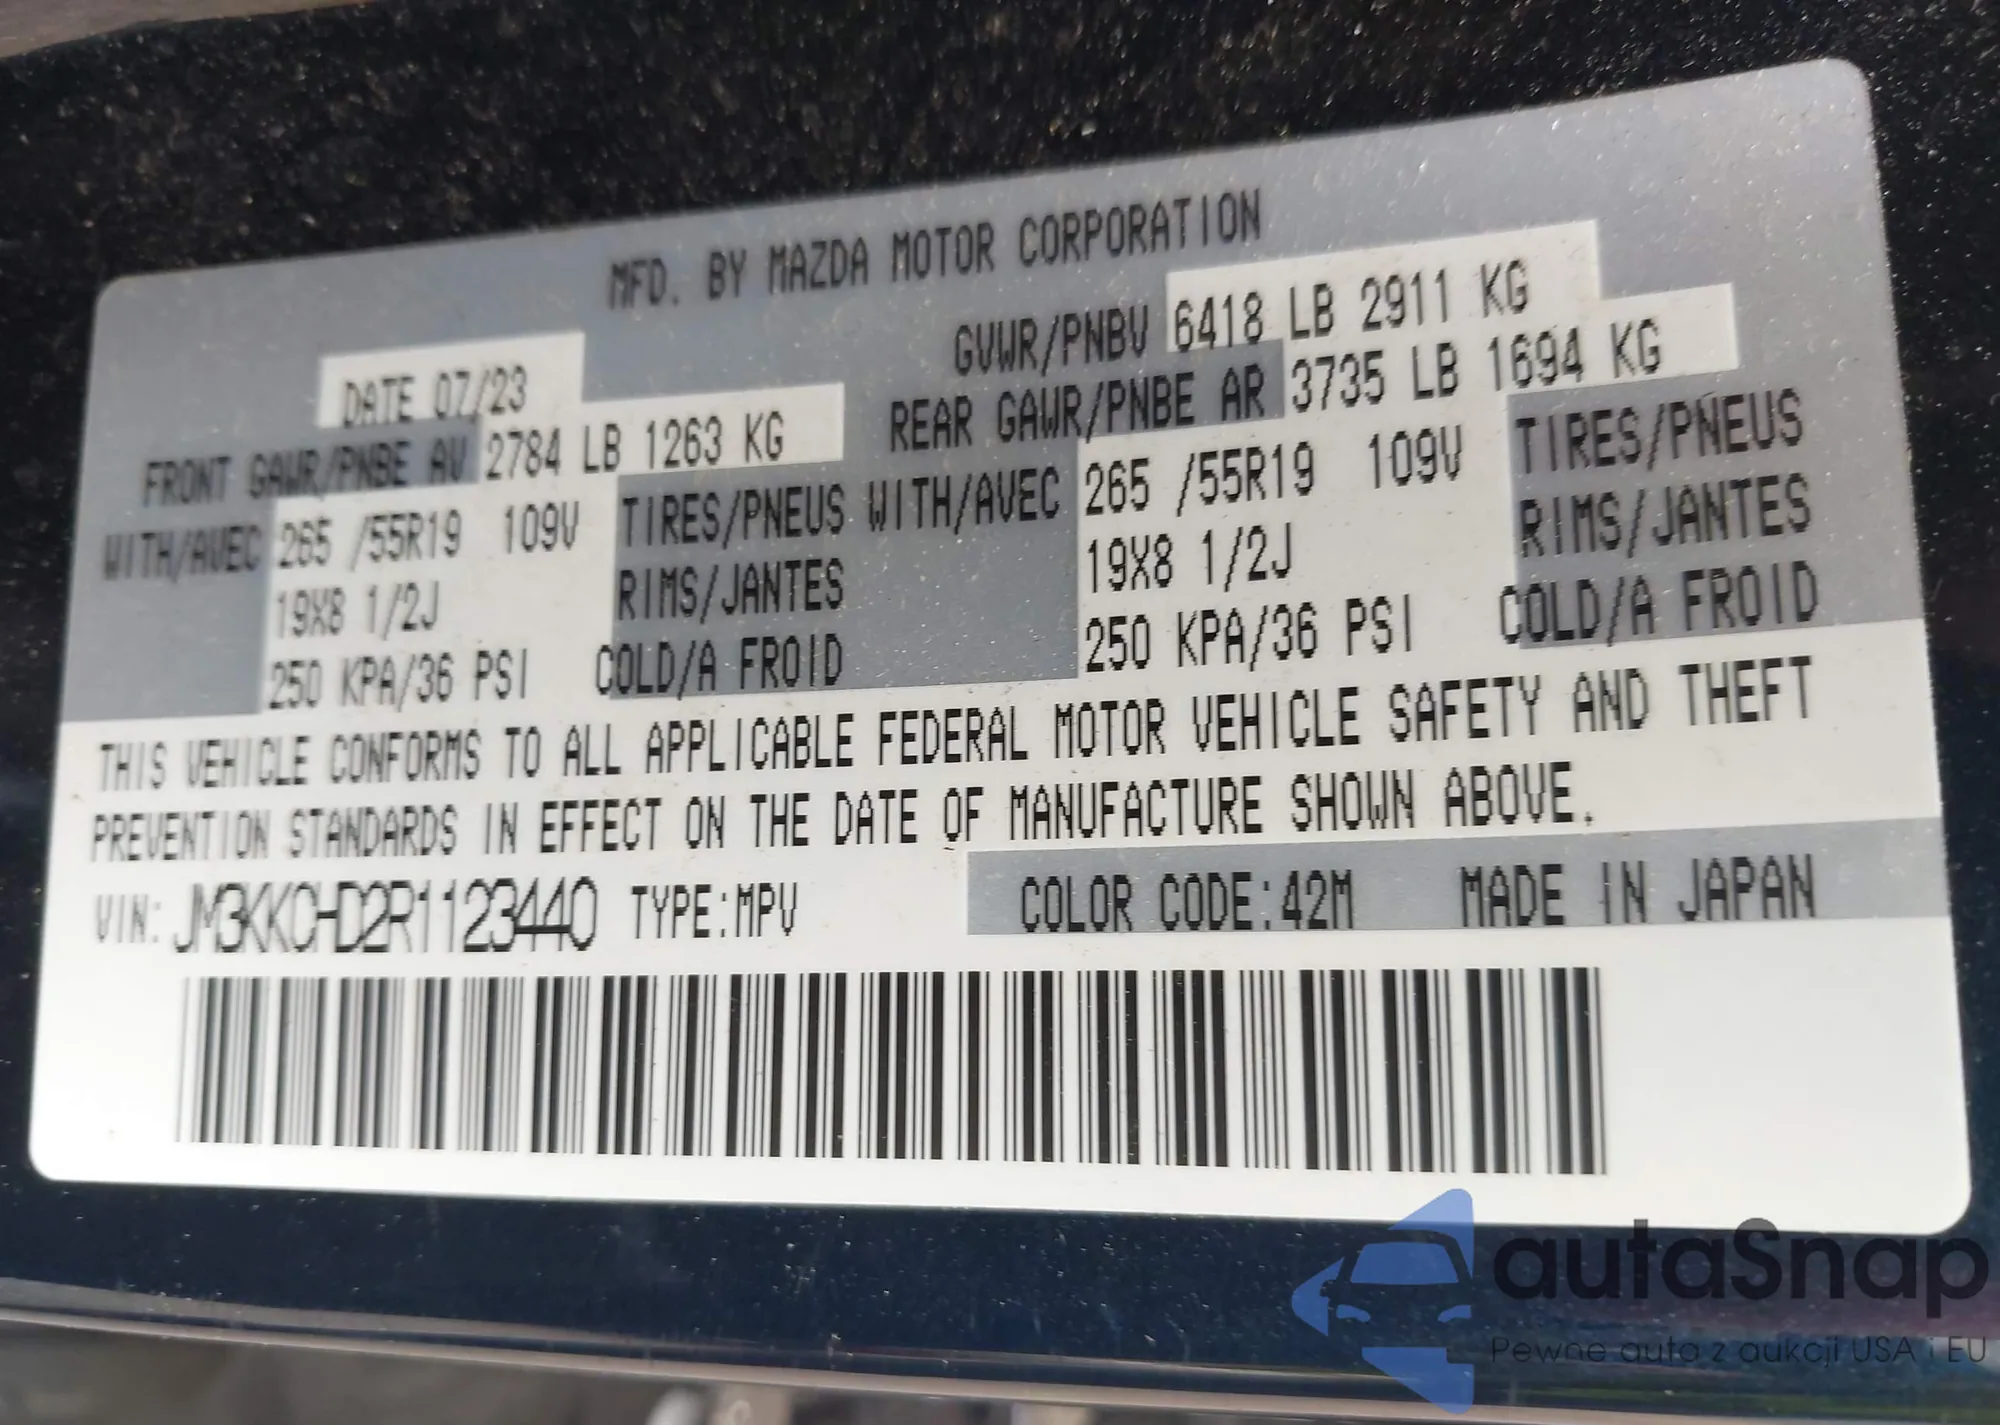 MFD. BY MAZDA MOTOR CORPORATION
DATE 07/23 GVWR/PNBV 6418 LB 2911 KG
FRONT GAWR/PNBE AV 2784 LB 1263 KG REAR GAWR/PNBE AR 3735 LB 1694 KG
WITH/AVEC 265 /55R19 109V TIRES/PNEUS WITH/AVEC 265 /55R19 109V TIRES/PNEUS
19X8 1/2J RIMS/JANTES 19X8 1/2J RIMS/JANTES
250 KPA/36 PSI COLD/A FROID 250 KPA/36 PSI COLD/A FROID
THIS VEHICLE CONFORMS TO ALL APPLICABLE FEDERAL MOTOR VEHICLE SAFETY AND THEFT
PREVENTION STANDARDS IN EFFECT ON THE DATE OF MANUFACTURE SHOWN ABOVE.
VIN: JM3KKCHD2R1123440 TYPE:MPV COLOR CODE:42M MADE IN JAPAN
autaSnap
Pewne auta z aukcji USA i EU